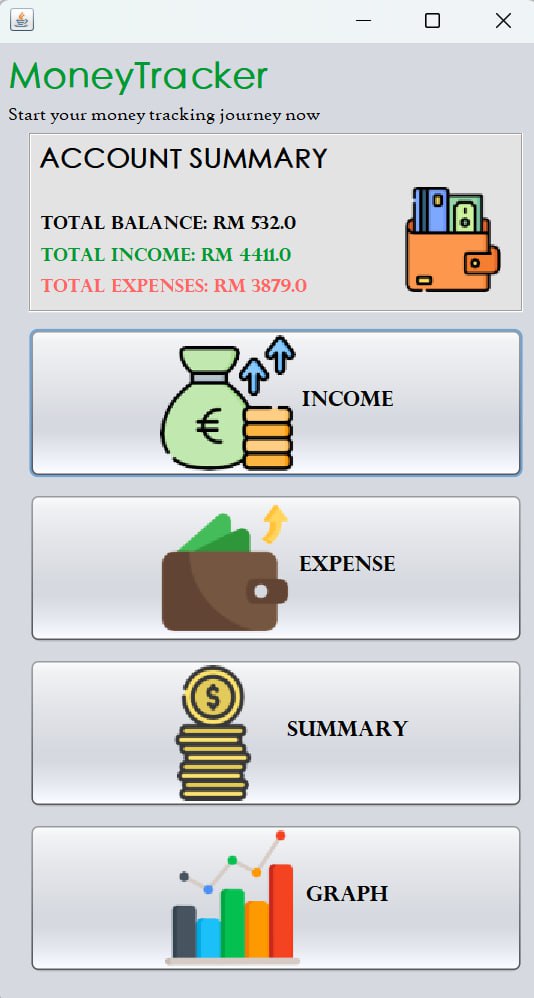 MoneyTracker
Start your money tracking journey now
ACCOUNT SUMMARY
TOTAL BALANCE: RM 532.0
TOTAL INCOME: RM 4411.0
TOTAL EXPENSES: RM 3879.0
€
INCOME
EXPENSE
$
SUMMARY
GRAPH